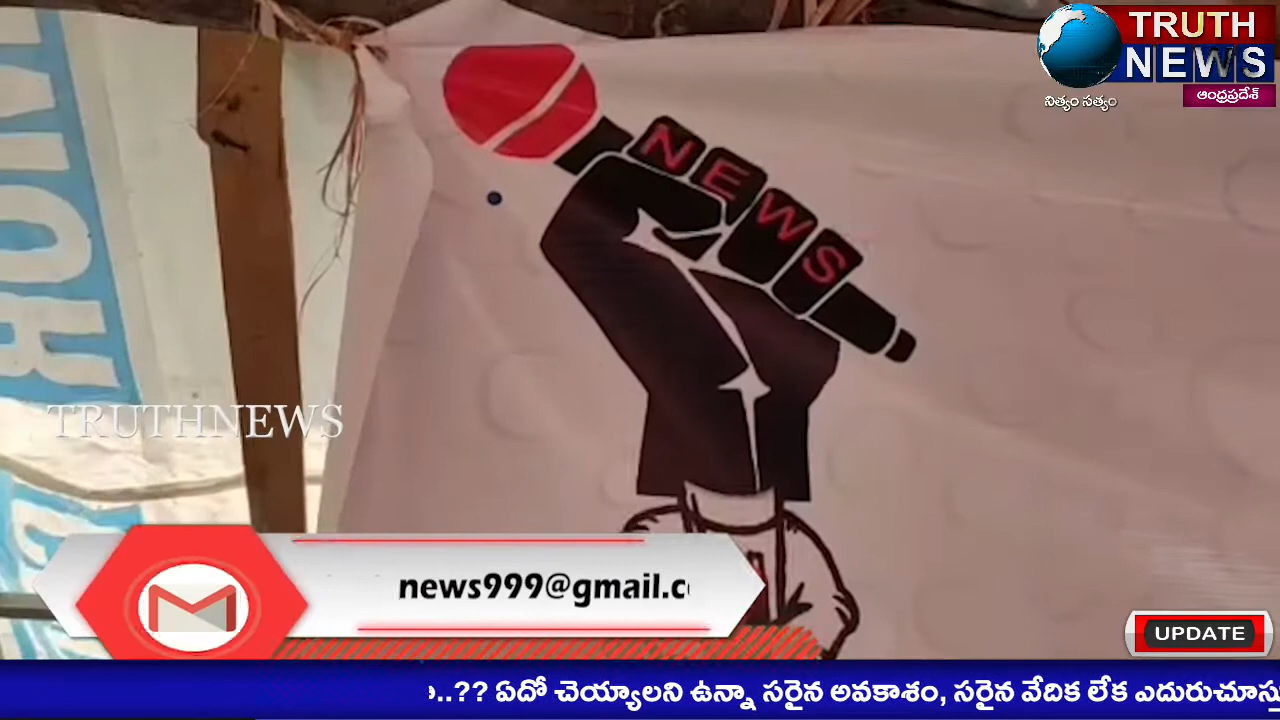 TRUTH
NEWS
నిత్యం సత్యం
ఆంధ్రప్రదేశ్
NEWS
TRUTHNEWS
news999@gmail.c
UPDATE
..?? ఏదో చెయ్యాలని ఉన్నా సరైన అవకాశం, సరైన వేదిక లేక ఎదురుచూస్తు